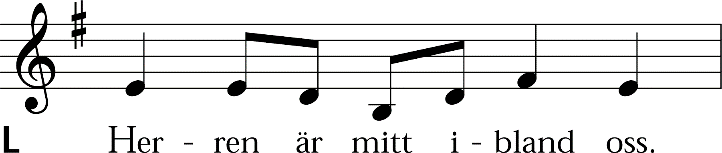 L Her - ren är mitt i - bland oss.